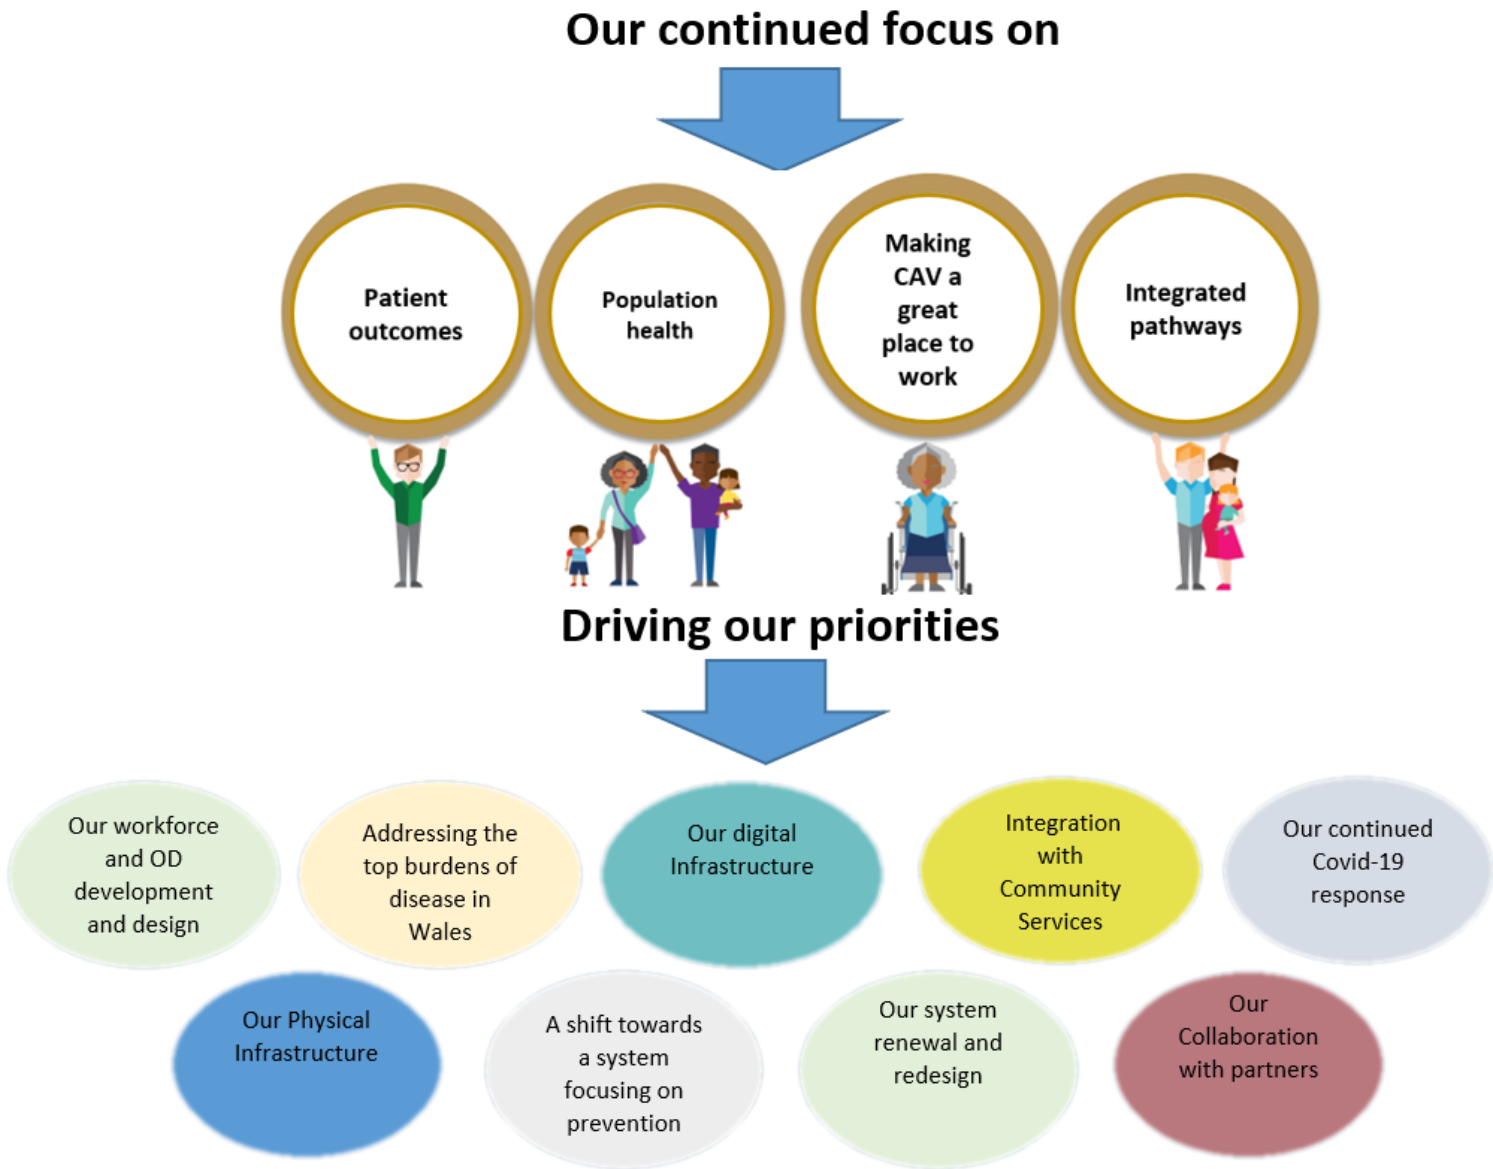 Our continued focus on
Patient
outcomes
Population
health
Making
CAV a
great
place to
work
Integrated
pathways
Driving our priorities
Our workforce
and OD
development
and design
Addressing the
top burdens of
disease in
Wales
Our digital
Infrastructure
Integration
with
Community
Services
Our continued
Covid-19
response
Our Physical
Infrastructure
A shift towards
a system
focusing on
prevention
Our system
renewal and
redesign
Our
Collaboration
with partners